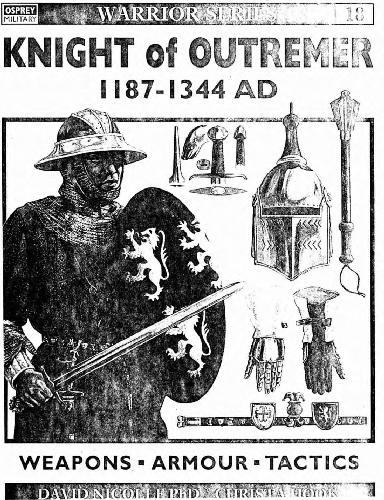 OSPREY
MILITARY
WARRIOR SERIES
18
KNIGHT of OUTREMER
1187-1344 AD
WEAPONS ▪ ARMOUR ▪ TACTICS
DAVID NICOLLE PhD - CHRISTA HOOK